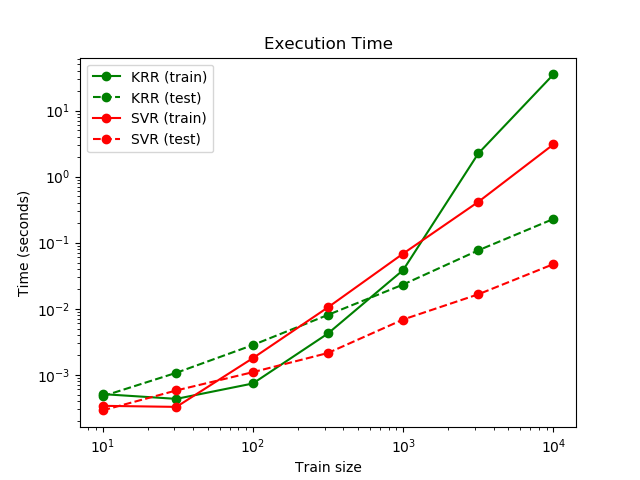 Execution Time
KRR (train)
KRR (test)
SVR (train)
SVR (test)
10¹
10⁰
10⁻¹
10⁻²
10⁻³
Time (seconds)
10¹ 10² 10³ 10⁴
Train size